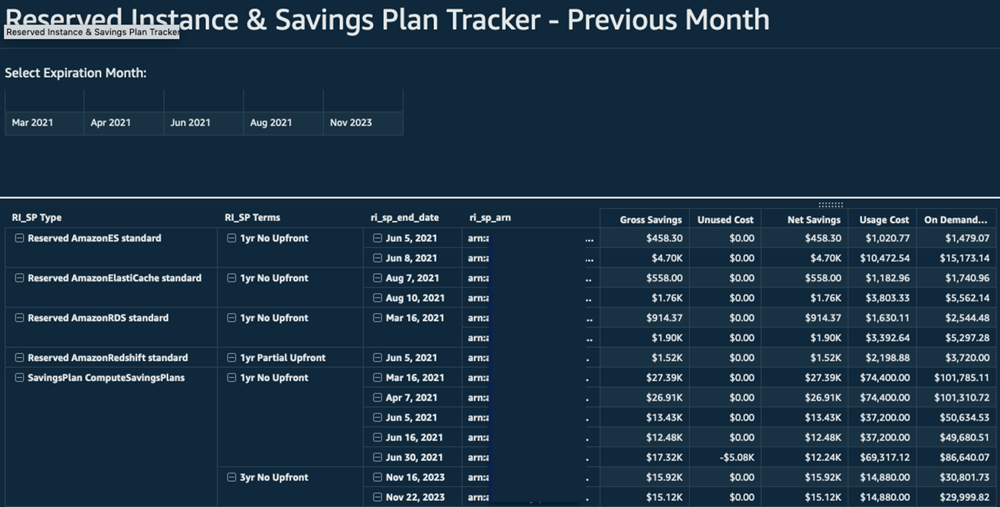 Reserved Instance & Savings Plan Tracker - Previous Month
Reserved Instance & Savings Plan Tracker
Select Expiration Month:
Mar 2021 Apr 2021 Jun 2021 Aug 2021 Nov 2023
RI_SP Type RI_SP Terms ri_sp_end_date ri_sp_arn Gross Savings Unused Cost Net Savings Usage Cost On Demand...
Reserved AmazonES standard 1yr No Upfront Jun 5, 2021 arn:a ... $458.30 $0.00 $458.30 $1,020.77 $1,479.07
Jun 8, 2021 arn:a ... $4.70K $0.00 $4.70K $10,472.54 $15,173.14
Reserved AmazonElastiCache standard 1yr No Upfront Aug 7, 2021 arn:a .. $558.00 $0.00 $558.00 $1,182.96 $1,740.96
Aug 10, 2021 arn:a .. $1.76K $0.00 $1.76K $3,803.33 $5,562.14
Reserved AmazonRDS standard 1yr No Upfront Mar 16, 2021 arn:a .. $914.37 $0.00 $914.37 $1,630.11 $2,544.48
arn:a ... $1.90K $0.00 $1.90K $3,392.64 $5,297.28
Reserved AmazonRedshift standard 1yr Partial Upfront Jun 5, 2021 arn:a . $1.52K $0.00 $1.52K $2,198.88 $3,720.00
SavingsPlan ComputeSavingsPlans 1yr No Upfront Mar 16, 2021 arn:a . $27.39K $0.00 $27.39K $74,400.00 $101,785.11
Apr 7, 2021 arn:a . $26.91K $0.00 $26.91K $74,400.00 $101,310.72
Jun 5, 2021 arn:a . $13.43K $0.00 $13.43K $37,200.00 $50,634.53
Jun 16, 2021 arn:a . $12.48K $0.00 $12.48K $37,200.00 $49,680.51
Jun 30, 2021 arn:a . $17.32K -$5.08K $12.24K $69,317.12 $86,640.07
3yr No Upfront Nov 16, 2023 arn:a . $15.92K $0.00 $15.92K $14,880.00 $30,801.73
Nov 22, 2023 arn:a . $15.12K $0.00 $15.12K $14,880.00 $29,999.82